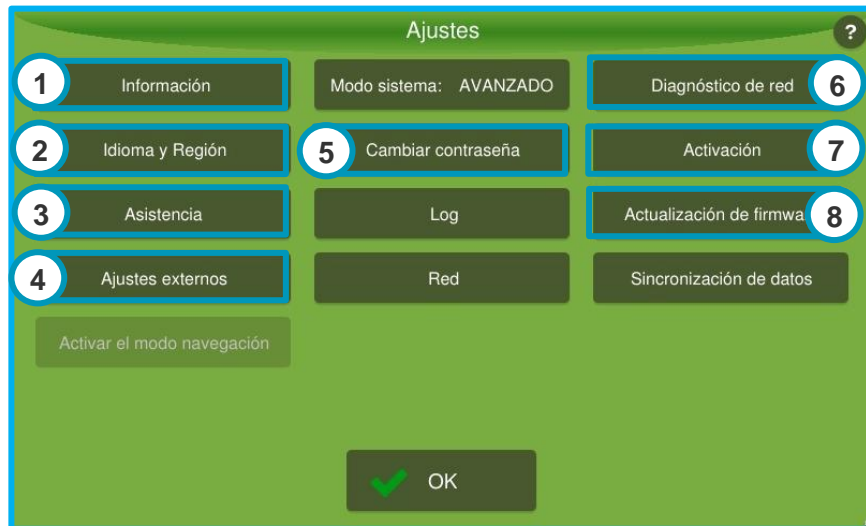 Ajustes
?
1 Información
Modo sistema: AVANZADO
Diagnóstico de red 6
2 Idioma y Región
5 Cambiar contraseña
Activación 7
3 Asistencia
Log
Actualización de firmwa 8
4 Ajustes externos
Red
Sincronización de datos
Activar el modo navegación
OK